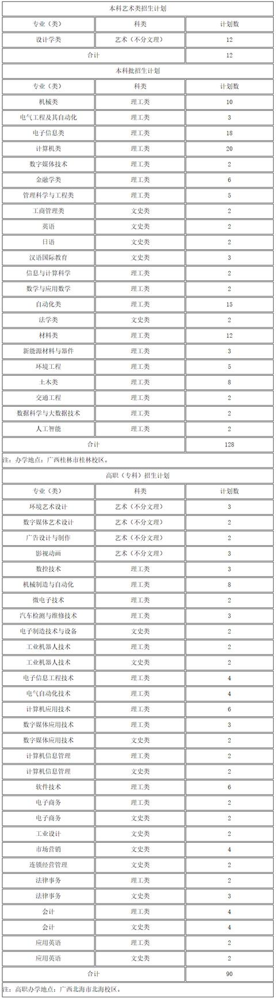 本科艺术类招生计划
专业（类） 科类 计划数
设计学类 艺术（不分文理） 12
合计 12
本科批招生计划
专业（类） 科类 计划数
机械类 理工类 10
电气工程及其自动化 理工类 3
电子信息类 理工类 18
计算机类 理工类 20
数字媒体技术 理工类 2
金融学类 理工类 6
管理科学与工程类 理工类 5
工商管理类 文史类 2
英语 文史类 2
日语 文史类 2
汉语国际教育 文史类 3
信息与计算科学 理工类 2
数学与应用数学 理工类 2
自动化类 理工类 15
法学类 文史类 2
材料类 理工类 12
新能源材料与器件 理工类 3
环境工程 理工类 5
土木类 理工类 8
交通工程 理工类 2
数据科学与大数据技术 理工类 2
人工智能 理工类 2
合计 128
注：办学地点：广西桂林市桂林校区。
高职（专科）招生计划
专业（类） 科类 计划数
环境艺术设计 艺术（不分文理） 3
数字媒体艺术设计 艺术（不分文理） 2
广告设计与制作 艺术（不分文理） 2
影视动画 艺术（不分文理） 3
数控技术 理工类 3
机械制造与自动化 理工类 8
微电子技术 理工类 2
汽车检测与维修技术 理工类 3
电子制造技术与设备 文史类 2
工业机器人技术 理工类 2
工业机器人技术 文史类 2
电子信息工程技术 理工类 4
电气自动化技术 理工类 4
计算机应用技术 理工类 6
数字媒体应用技术 理工类 3
数字媒体应用技术 文史类 2
计算机信息管理 理工类 2
计算机信息管理 文史类 2
软件技术 理工类 6
电子商务 理工类 2
电子商务 文史类 2
工业设计 文史类 2
市场营销 文史类 4
连锁经营管理 文史类 2
法律事务 理工类 2
法律事务 文史类 3
会计 理工类 4
会计 文史类 4
应用英语 理工类 2
应用英语 文史类 2
合计 90
注：高职办学地点：广西北海市北海校区。